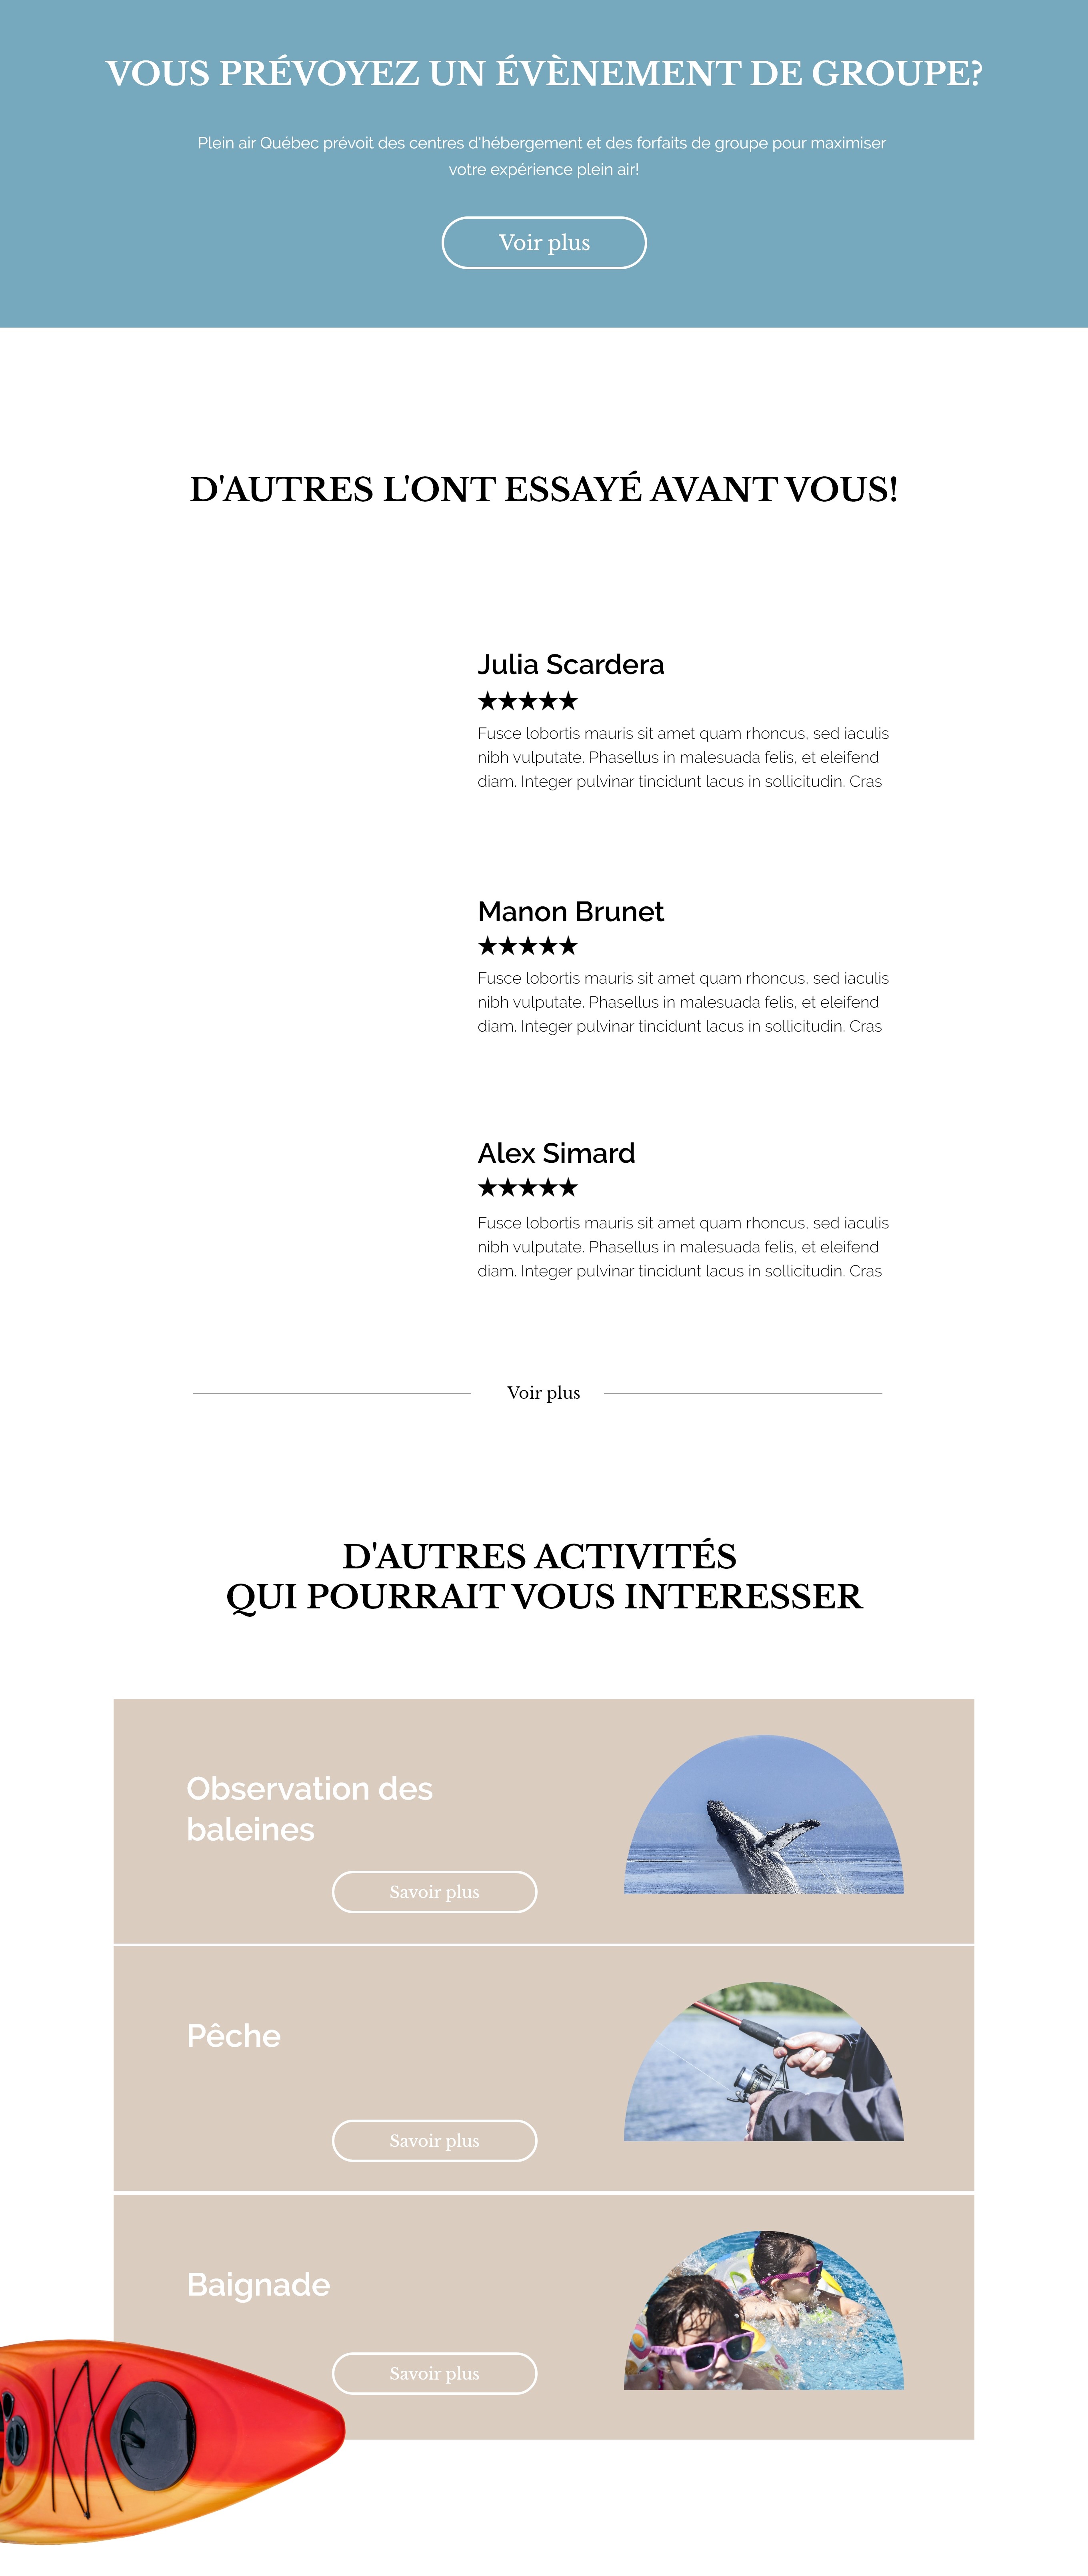 VOUS PRÉVOYEZ UN ÉVÈNEMENT DE GROUPE?
Plein air Québec prévoit des centres d'hébergement et des forfaits de groupe pour maximiser
votre expérience plein air!
Voir plus
D'AUTRES L'ONT ESSAYÉ AVANT VOUS!
Julia Scardera
★★★★★
Fusce lobortis mauris sit amet quam rhoncus, sed iaculis
nibh vulputate. Phasellus in malesuada felis, et eleifend
diam. Integer pulvinar tincidunt lacus in sollicitudin. Cras
Manon Brunet
★★★★★
Fusce lobortis mauris sit amet quam rhoncus, sed iaculis
nibh vulputate. Phasellus in malesuada felis, et eleifend
diam. Integer pulvinar tincidunt lacus in sollicitudin. Cras
Alex Simard
★★★★★
Fusce lobortis mauris sit amet quam rhoncus, sed iaculis
nibh vulputate. Phasellus in malesuada felis, et eleifend
diam. Integer pulvinar tincidunt lacus in sollicitudin. Cras
Voir plus
D'AUTRES ACTIVITÉS
QUI POURRAIT VOUS INTERESSER
Observation des
baleines
Savoir plus
Pêche
Savoir plus
Baignade
Savoir plus